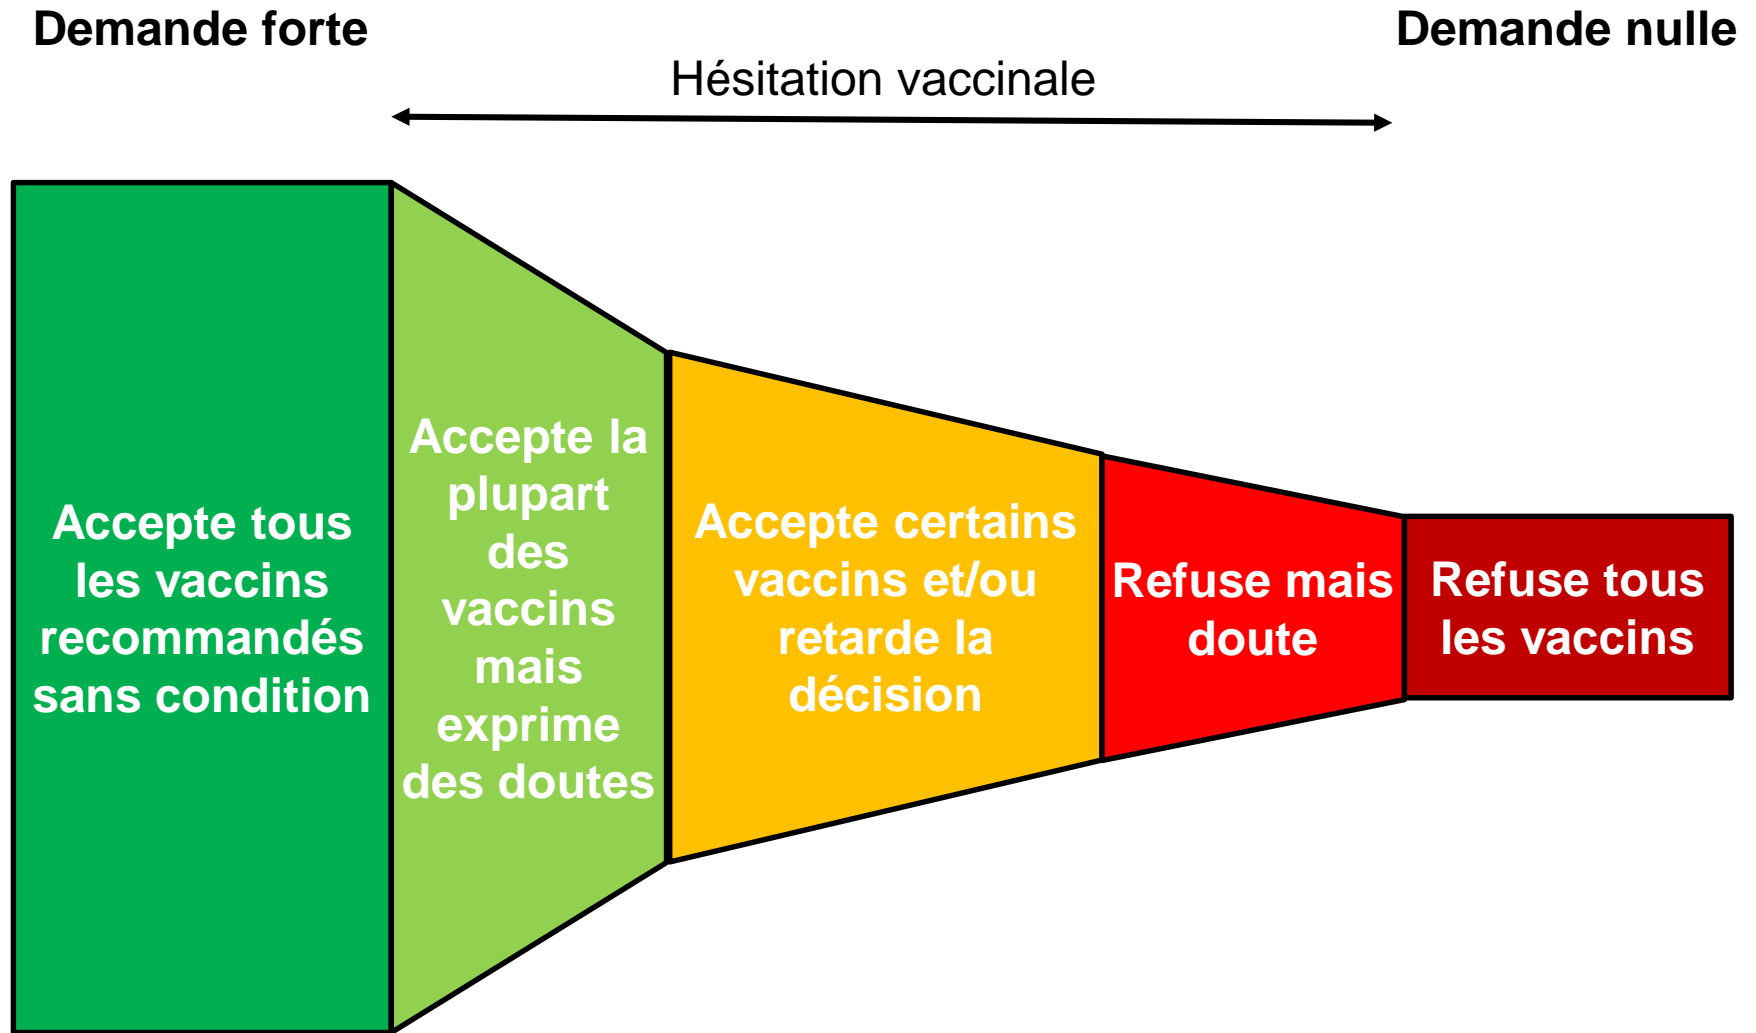 Demande forte
Demande nulle
Hésitation vaccinale
Accepte tous
les vaccins
recommandés
sans condition
Accepte la
plupart
des
vaccins
mais
exprime
des doutes
Accepte certains
vaccins et/ou
retarde la
décision
Refuse mais
doute
Refuse tous
les vaccins